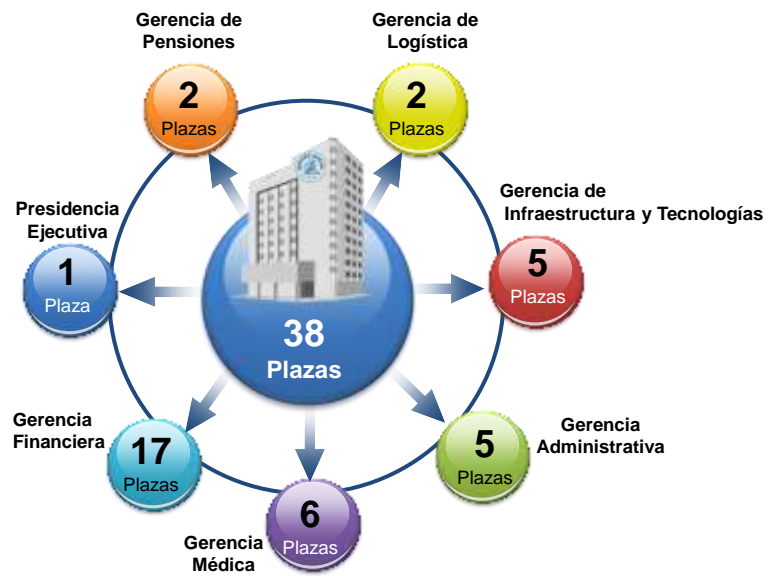 Gerencia de
Pensiones
2
Plazas
Gerencia de
Logística
2
Plazas
Gerencia de
Infraestructura y Tecnologías
5
Plazas
Presidencia
Ejecutiva
1
Plaza
38
Plazas
Gerencia
Financiera
17
Plazas
Gerencia
Administrativa
5
Plazas
Gerencia
Médica
6
Plazas